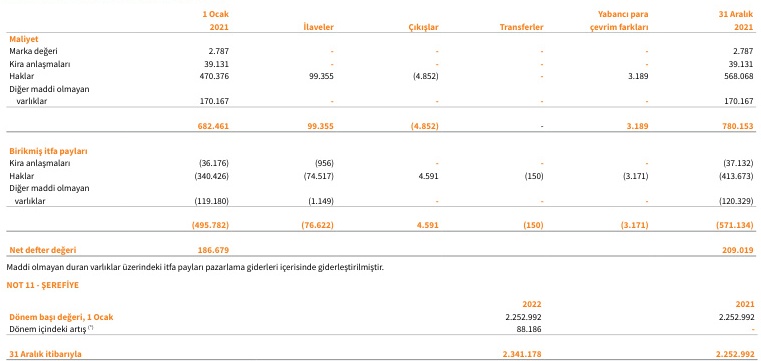 1 Ocak Yabancı para 31 Aralık
2021 İlaveler Çıkışlar Transferler çevrim farkları 2021
Maliyet
Marka değeri 2.787 - - - - 2.787
Kira anlaşmaları 39.131 - - - - 39.131
Haklar 470.376 99.355 (4.852) - 3.189 568.068
Diğer maddi olmayan
varlıklar 170.167 - - - - 170.167
682.461 99.355 (4.852) - 3.189 780.153
Birikmiş itfa payları
Kira anlaşmaları (36.176) (956) - - - (37.132)
Haklar (340.426) (74.517) 4.591 (150) (3.171) (413.673)
Diğer maddi olmayan
varlıklar (119.180) (1.149) - - - (120.329)
(495.782) (76.622) 4.591 (150) (3.171) (571.134)
Net defter değeri 186.679 209.019
Maddi olmayan duran varlıklar üzerindeki itfa payları pazarlama giderleri içerisinde giderleştirilmiştir.
NOT 11 - ŞEREFİYE
2022 2021
Dönem başı değeri, 1 Ocak 2.252.992 2.252.992
Dönem içindeki artış (*) 88.186 -
31 Aralık itibarıyla 2.341.178 2.252.992